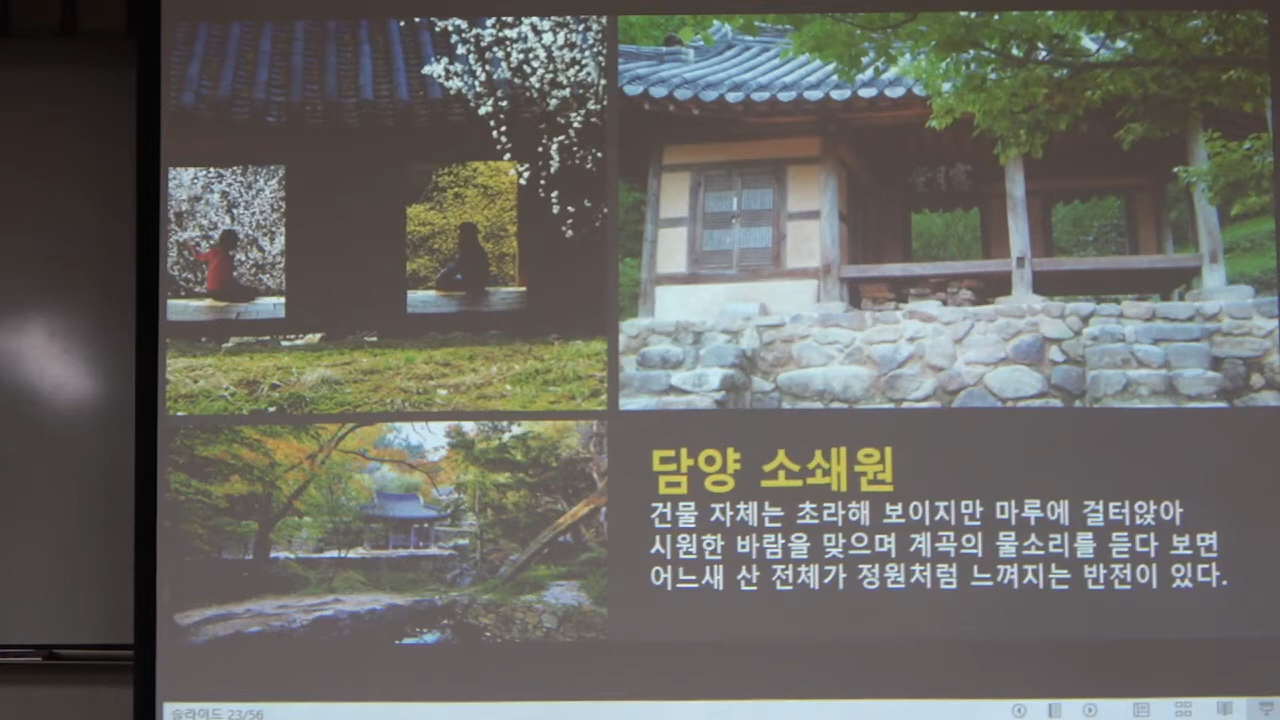 담양 소쇄원
건물 자체는 초라해 보이지만 마루에 걸터앉아
시원한 바람을 맞으며 계곡의 물소리를 듣다 보면
어느새 산 전체가 정원처럼 느껴지는 반전이 있다.
슬라이드 23/56